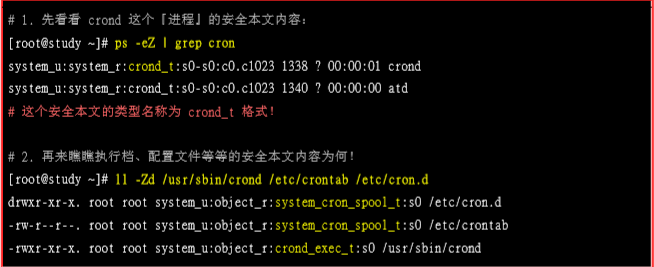 # 1. 先看看 crond 这个『进程』的安全本文内容：
[root@study ~]# ps -eZ | grep cron
system_u:system_r:crond_t:s0-s0:c0.c1023 1338 ? 00:00:01 crond
system_u:system_r:crond_t:s0-s0:c0.c1023 1340 ? 00:00:00 atd
# 这个安全本文的类型名称为 crond_t 格式！
# 2. 再来瞧瞧执行档、配置文件等等的安全本文内容为何！
[root@study ~]# ll -Zd /usr/sbin/crond /etc/crontab /etc/cron.d
drwxr-xr-x. root root system_u:object_r:system_cron_spool_t:s0 /etc/cron.d
-rw-r--r--. root root system_u:object_r:system_cron_spool_t:s0 /etc/crontab
-rwxr-xr-x. root root system_u:object_r:crond_exec_t:s0 /usr/sbin/crond